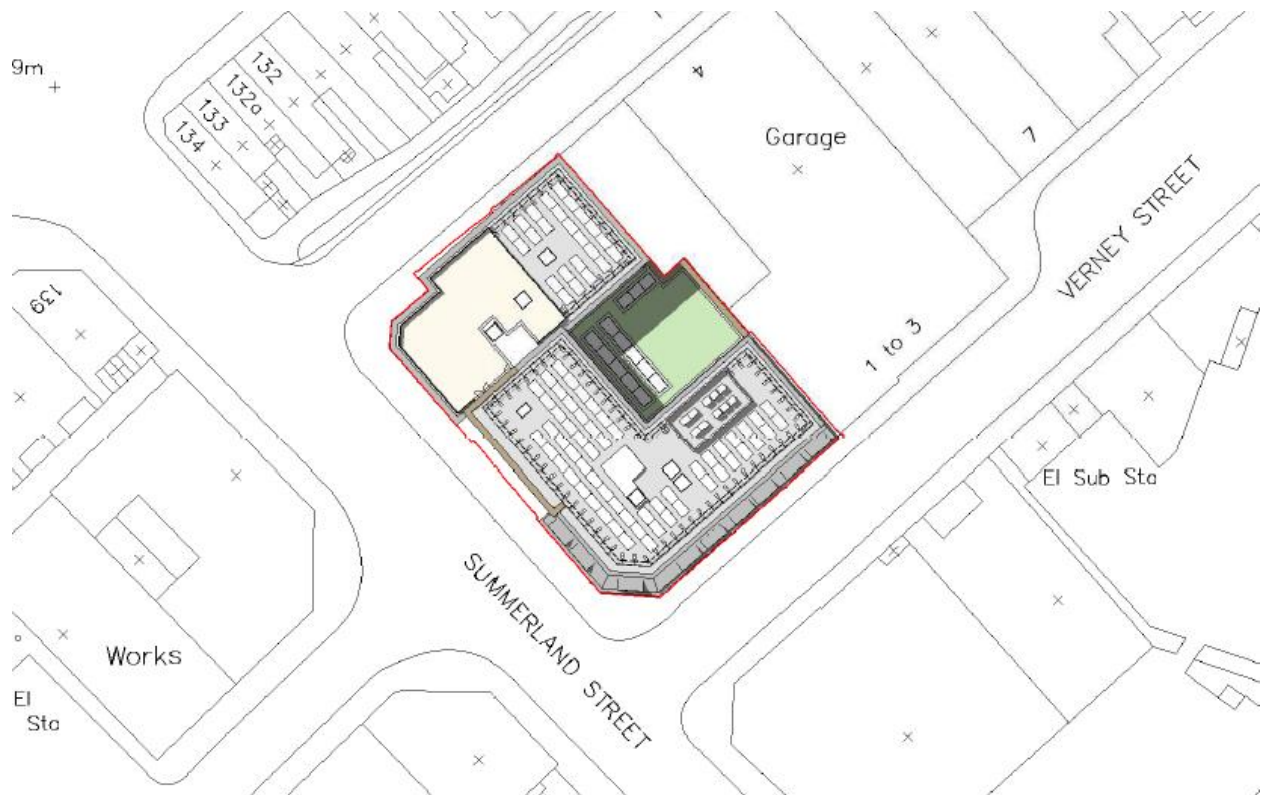 9m
132
132a
133
134
4
Garage
7
VERNEY STREET
139
1 to 3
El Sub Sta
SUMMERLAND STREET
Works
El
Sta